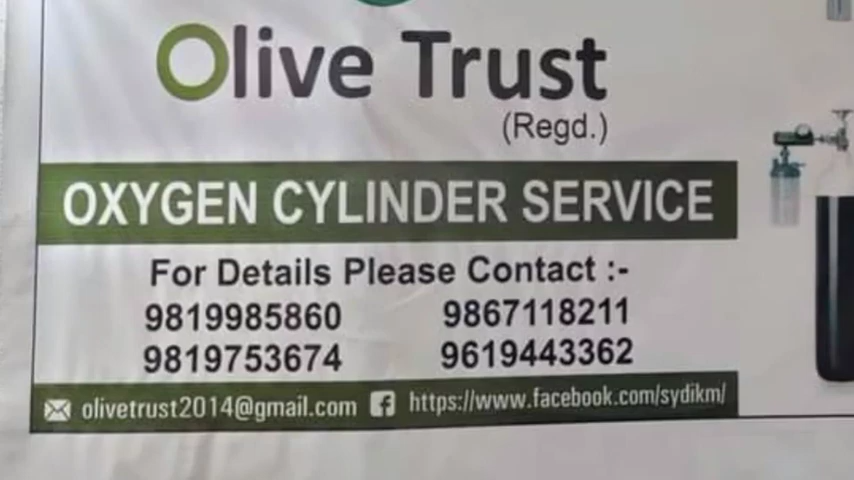 Olive Trust
(Regd.)
OXYGEN CYLINDER SERVICE
For Details Please Contact :-
9819985860 9867118211
9819753674 9619443362
olivetrust2014@gmail.com https://www.facebook.com/sydikm/